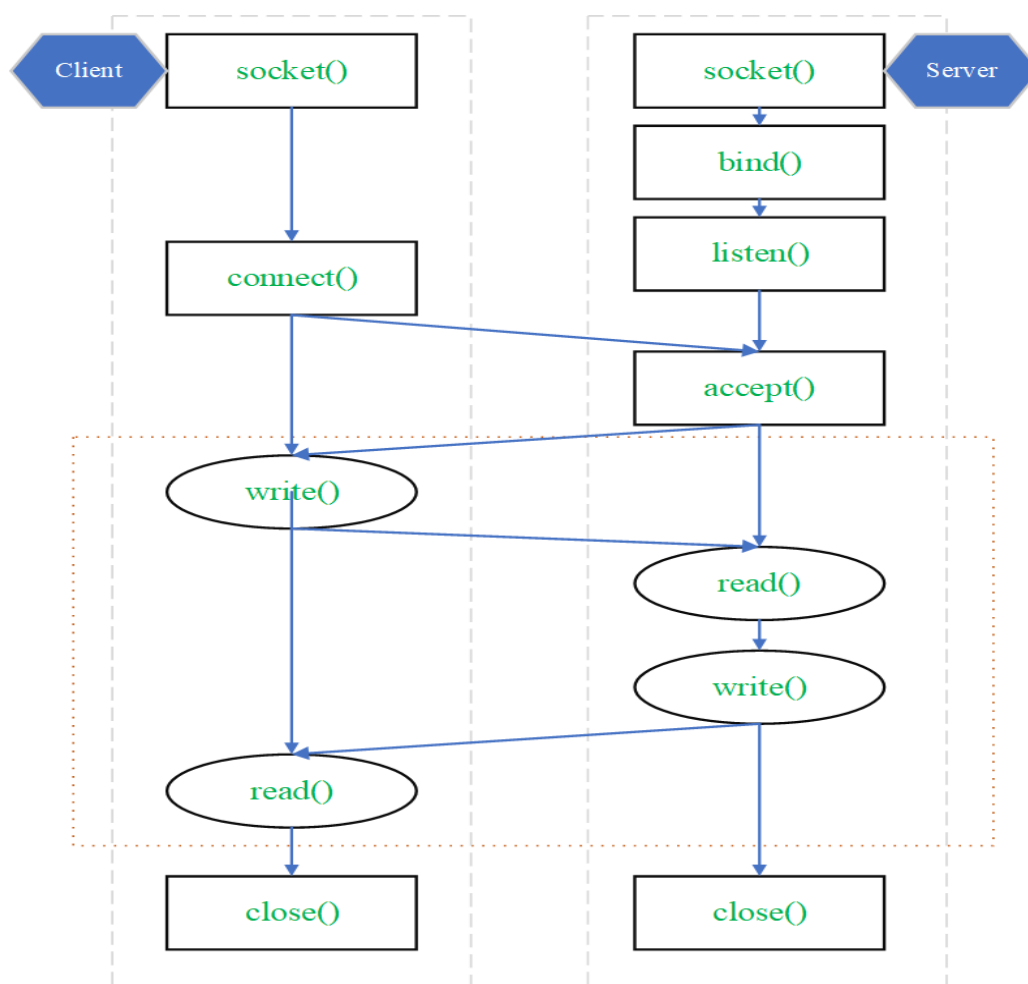 Client
socket()
socket()
Server
bind()
listen()
connect()
accept()
write()
read()
write()
read()
close()
close()